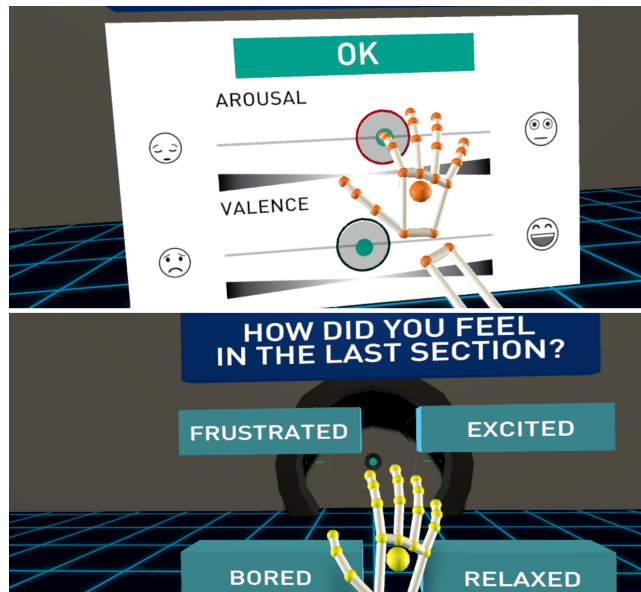 OK
AROUSAL
VALENCE
HOW DID YOU FEEL
IN THE LAST SECTION?
FRUSTRATED
EXCITED
BORED
RELAXED